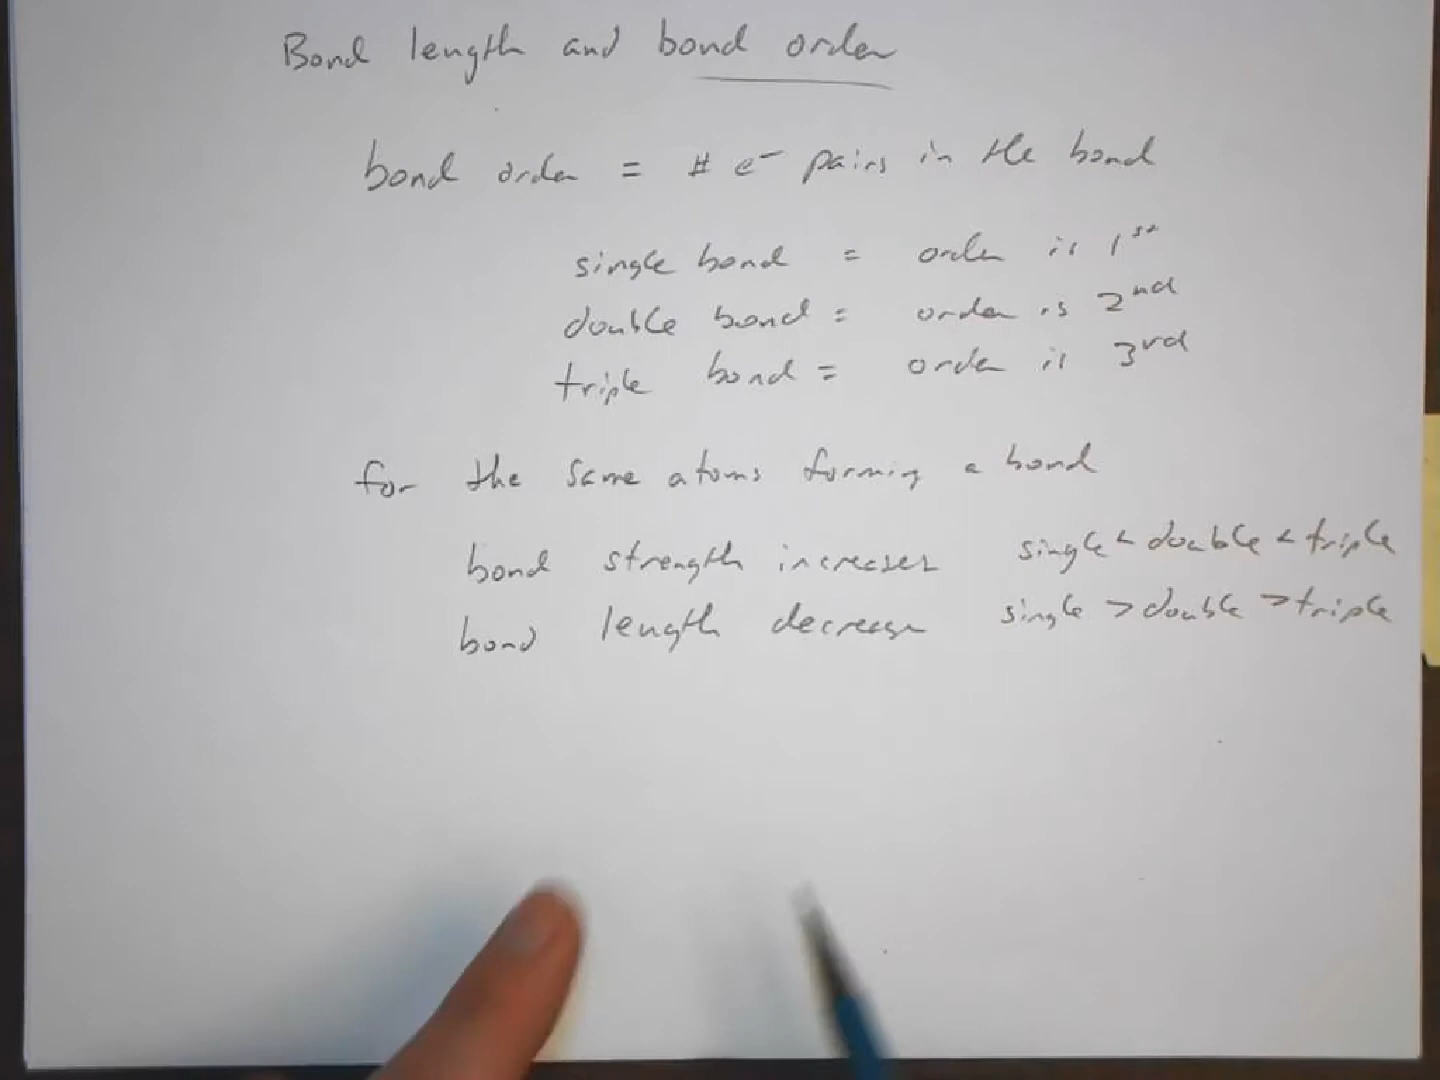 Bond length and bond order
bond order = # e⁻ pairs in the bond
single bond = order is 1st
double bond = order is 2nd
triple bond = order is 3rd
for the same atoms forming a bond
bond strength increases single < double < triple
bond length decrease single > double > triple